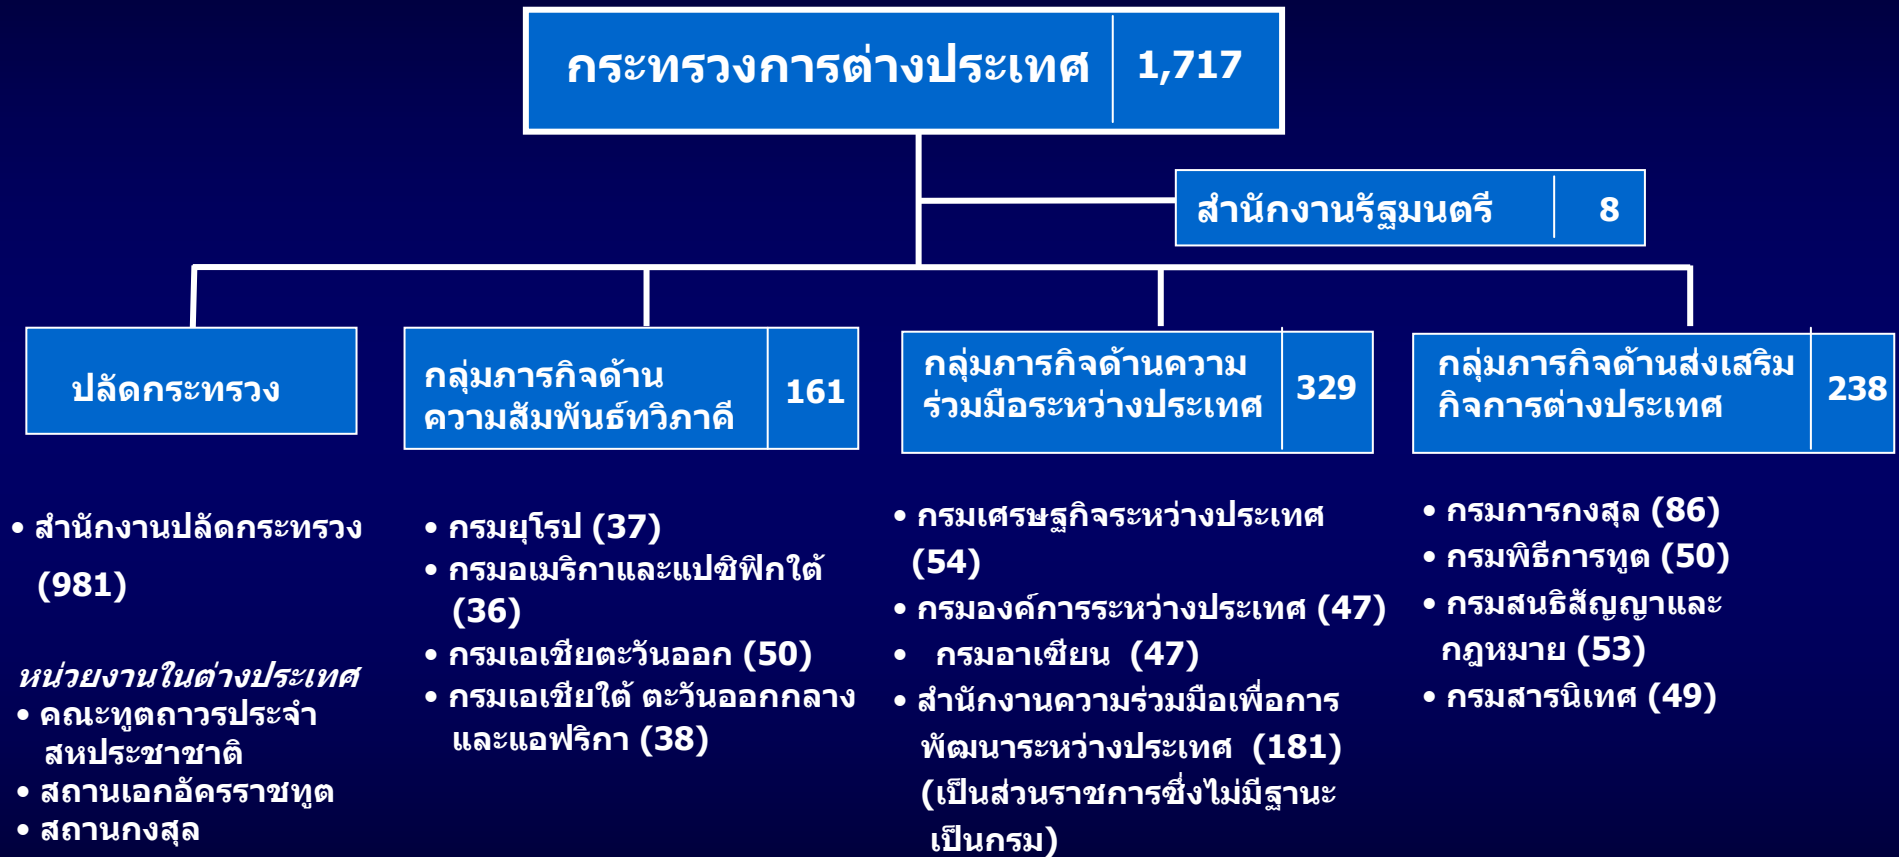 กระทรวงการต่างประเทศ 1,717
สำนักงานรัฐมนตรี 8
ปลัดกระทรวง
• สำนักงานปลัดกระทรวง
(981)
หน่วยงานในต่างประเทศ
• คณะทูตถาวรประจำ
สหประชาชาติ
• สถานเอกอัครราชทูต
• สถานกงสุล
กลุ่มภารกิจด้าน
ความสัมพันธ์ทวิภาคี
161
• กรมยุโรป (37)
• กรมอเมริกาและแปซิฟิกใต้
(36)
• กรมเอเชียตะวันออก (50)
• กรมเอเชียใต้ ตะวันออกกลาง
และแอฟริกา (38)
กลุ่มภารกิจด้านความ
ร่วมมือระหว่างประเทศ
329
• กรมเศรษฐกิจระหว่างประเทศ
(54)
• กรมองค์การระหว่างประเทศ (47)
• กรมอาเซียน (47)
• สำนักงานความร่วมมือเพื่อการ
พัฒนาระหว่างประเทศ (181)
(เป็นส่วนราชการซึ่งไม่มีฐานะ
เป็นกรม)
กลุ่มภารกิจด้านส่งเสริม
กิจการต่างประเทศ
238
• กรมการกงสุล (86)
• กรมพิธีการทูต (50)
• กรมสนธิสัญญาและ
กฎหมาย (53)
• กรมสารนิเทศ (49)